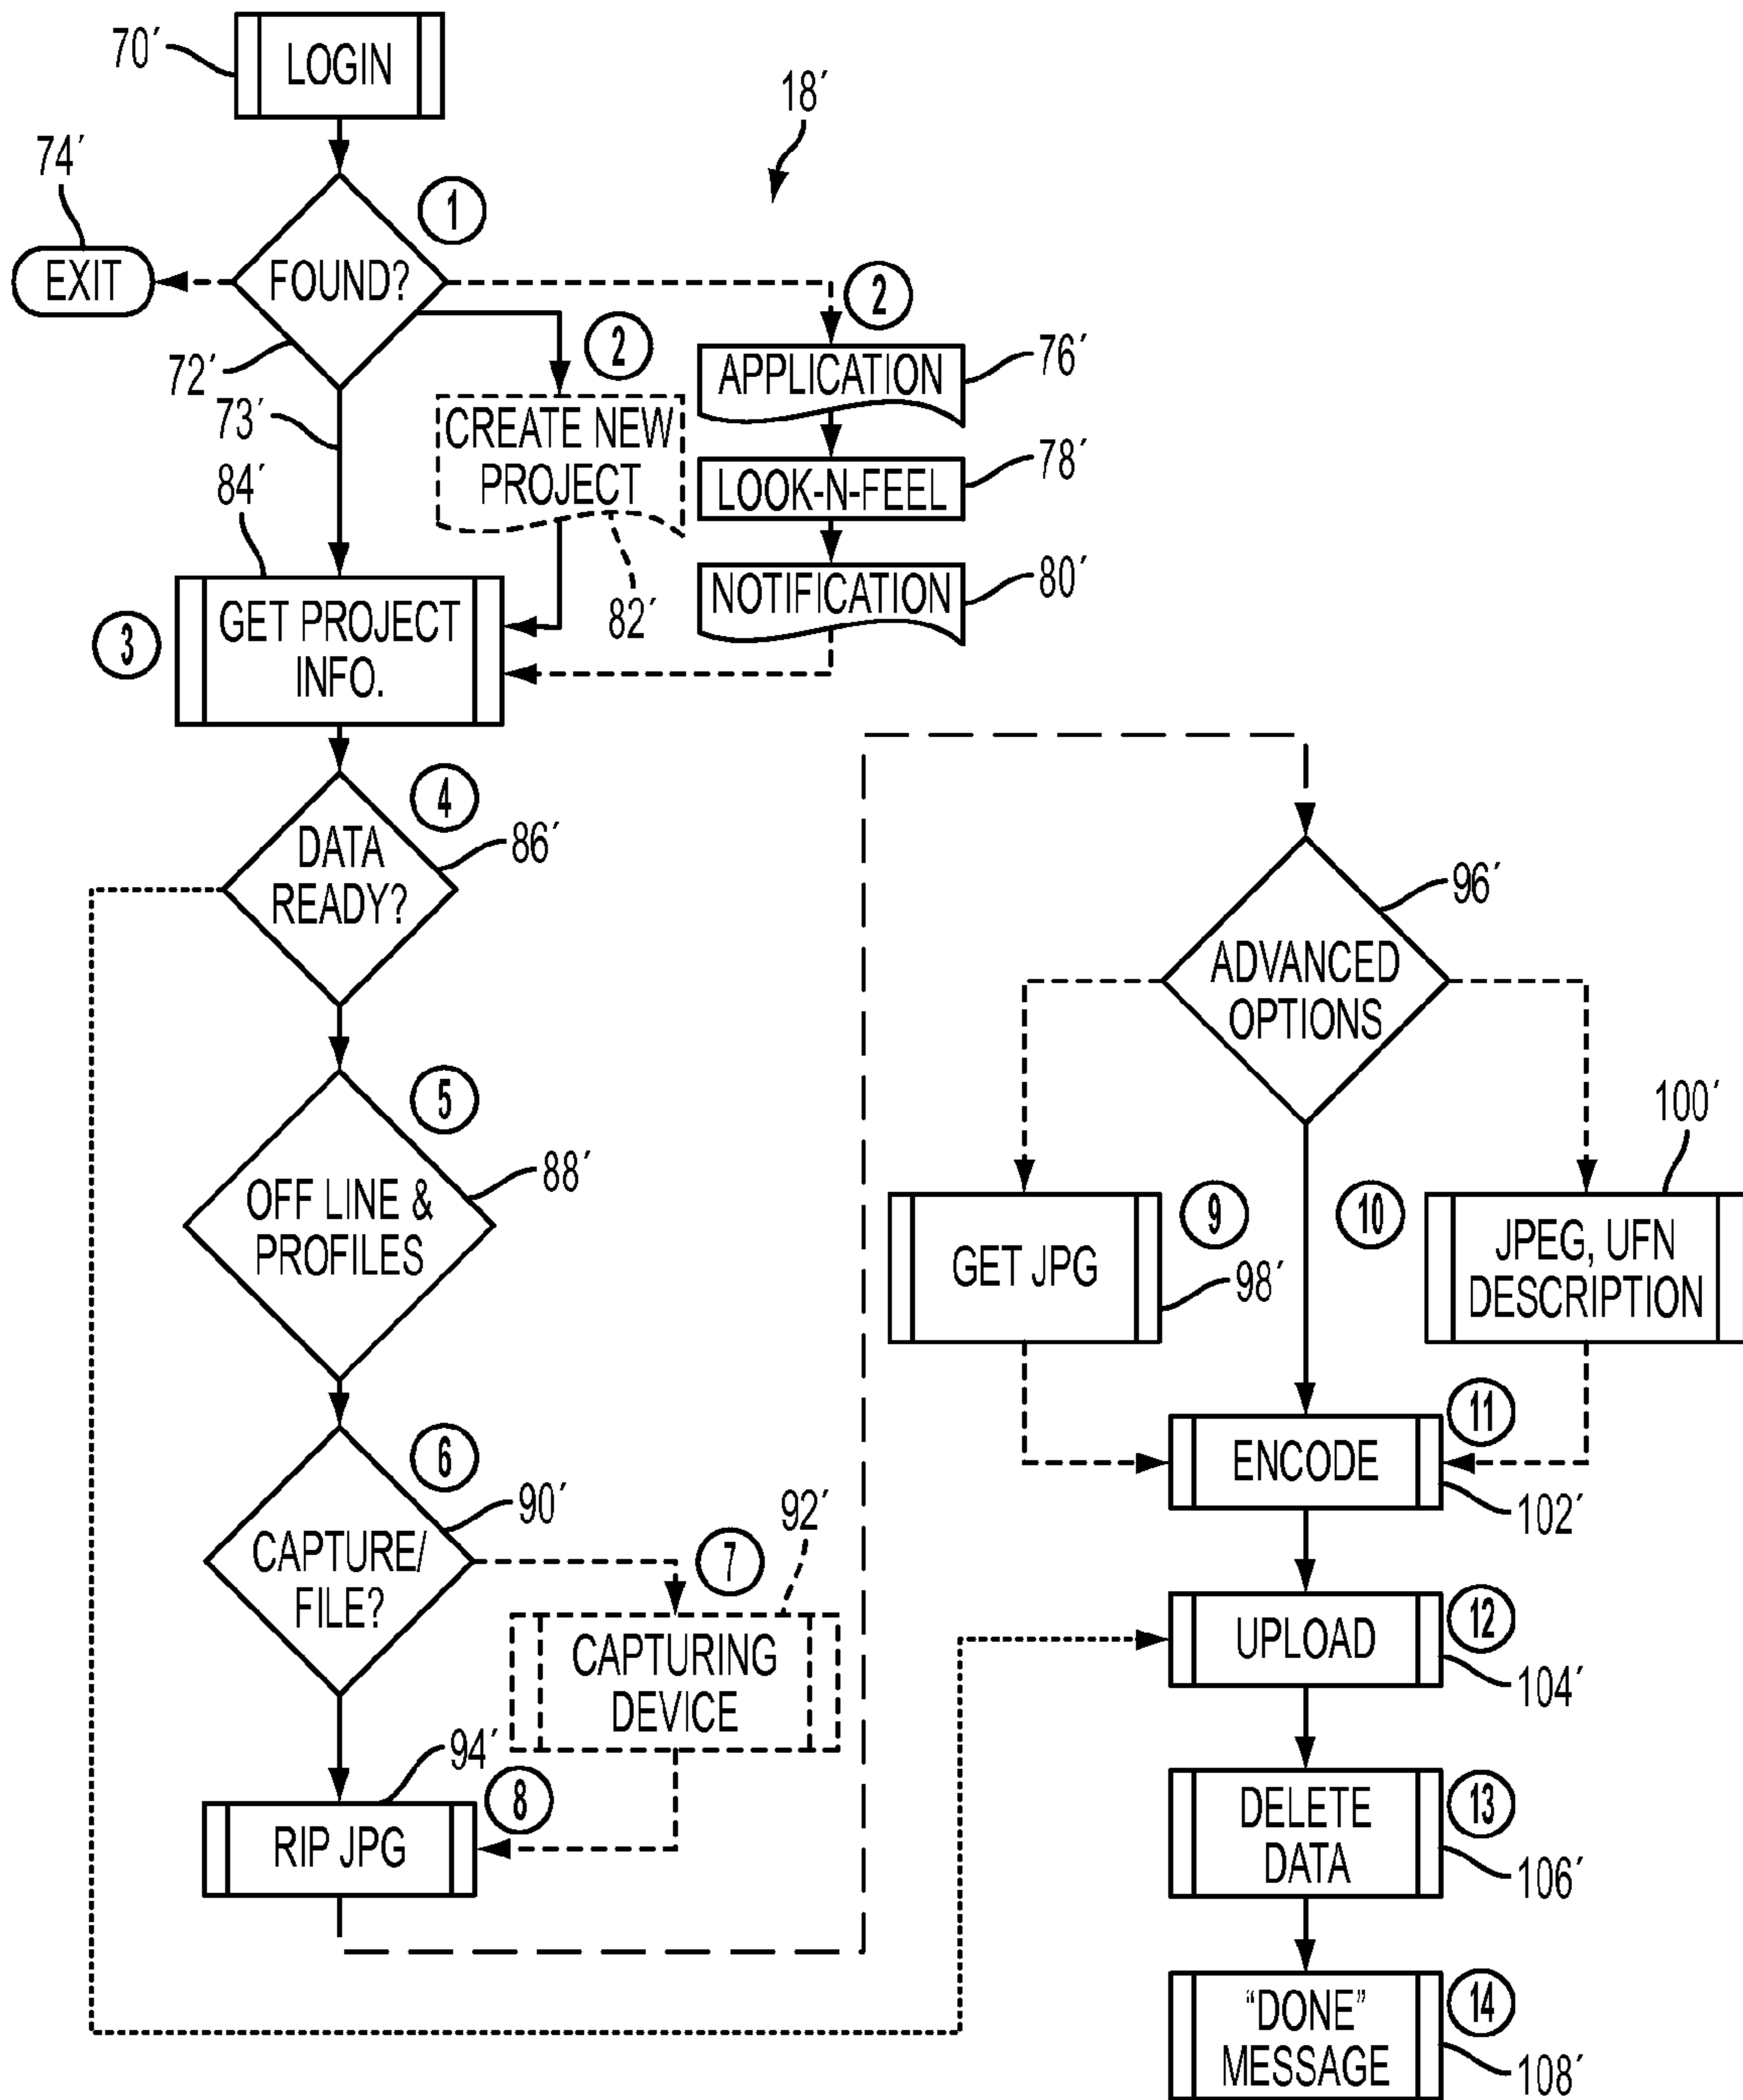 70′
LOGIN
18′
74′
1
EXIT
FOUND?
2
2
72′
76′
APPLICATION
73′
CREATE NEW
PROJECT
78′
LOOK-N-FEEL
84′
80′
NOTIFICATION
82′
3
GET PROJECT
INFO.
4
86′
DATA
READY?
96′
ADVANCED
OPTIONS
5
88′
OFF LINE &
PROFILES
100′
9
10
GET JPG
98′
JPEG, UFN
DESCRIPTION
6
90′
11
ENCODE
102′
CAPTURE/
FILE?
92′
7
CAPTURING
DEVICE
12
UPLOAD
104′
94′
8
RIP JPG
13
DELETE
DATA
106′
14
“DONE”
MESSAGE
108′